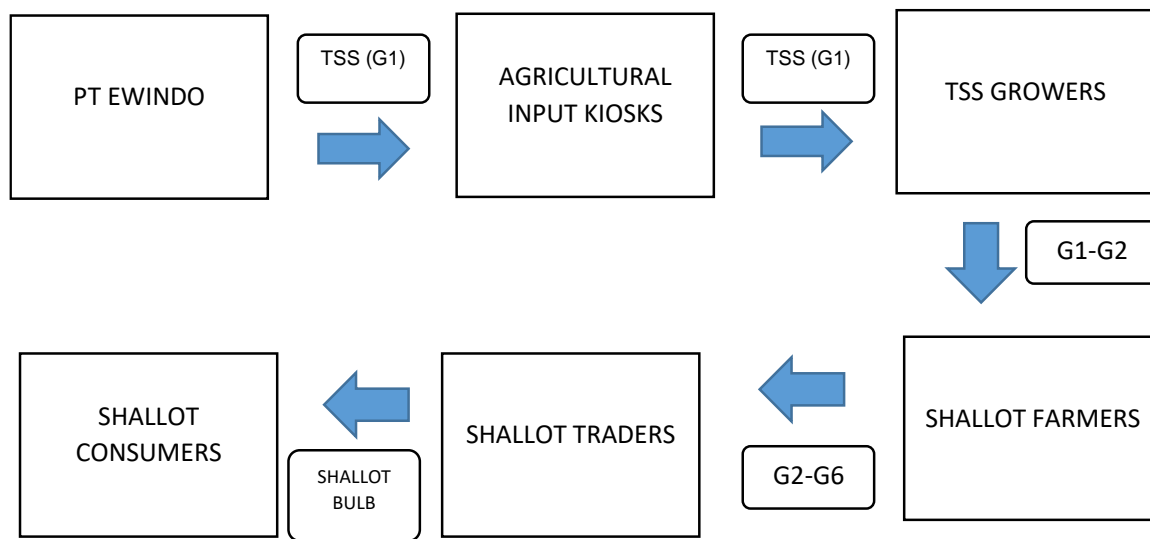 PT EWINDO
TSS (G1)
AGRICULTURAL
INPUT KIOSKS
TSS (G1)
TSS GROWERS
G1-G2
SHALLOT FARMERS
G2-G6
SHALLOT TRADERS
SHALLOT
BULB
SHALLOT
CONSUMERS